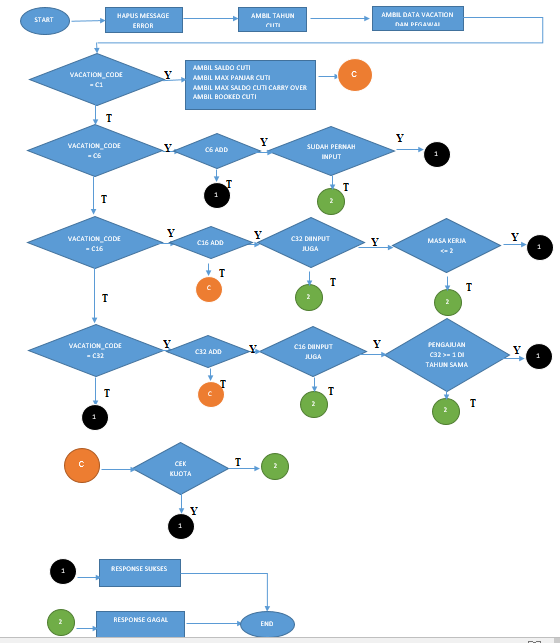 START
HAPUS MESSAGE
ERROR
AMBIL TAHUN
CUTI
AMBIL DATA VACATION
DAN PEGAWAI
VACATION_CODE
= C1
Y
AMBIL SALDO CUTI
AMBIL MAX PANJAR CUTI
AMBIL MAX SALDO CUTI CARRY OVER
AMBIL BOOKED CUTI
C
T
VACATION_CODE
= C6
Y
C6 ADD
Y
SUDAH PERNAH
INPUT
Y
1
T
1
T
2
T
VACATION_CODE
= C16
Y
C16 ADD
Y
C32 DIINPUT
JUGA
Y
MASA KERJA
<= 2
Y
1
T
C
T
2
T
2
T
VACATION_CODE
= C32
Y
C32 ADD
Y
C16 DIINPUT
JUGA
Y
PENGAJUAN
C32 >= 1 DI
TAHUN SAMA
Y
1
T
1
T
C
T
2
T
2
C
CEK
KUOTA
T
2
Y
1
1
RESPONSE SUKSES
2
RESPONSE GAGAL
END